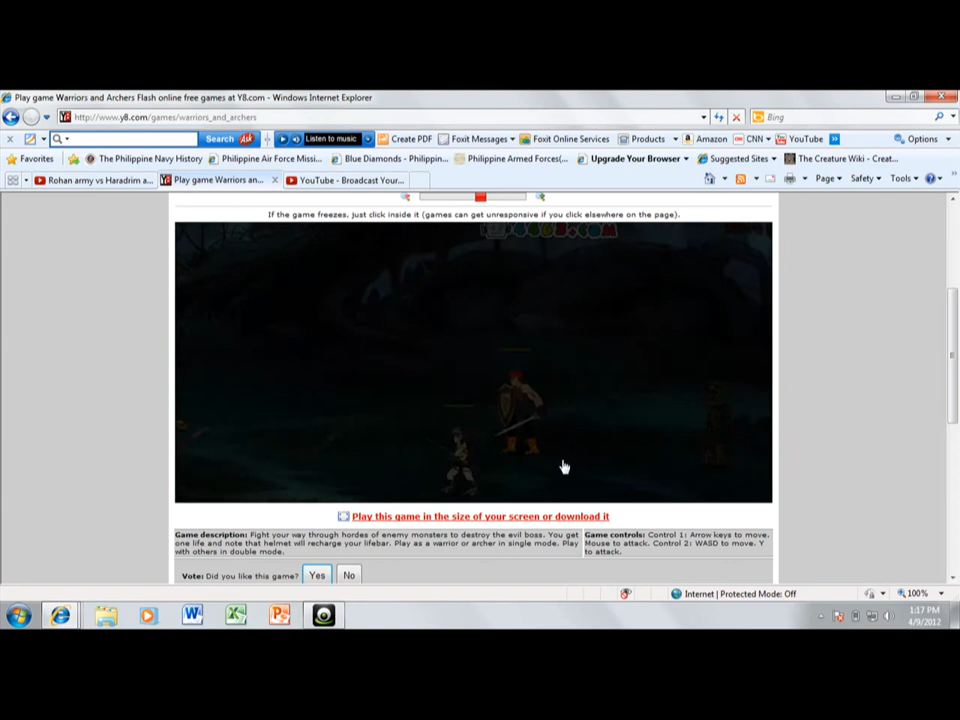 Play game Warriors and Archers Flash online free games at Y8.com - Windows Internet Explorer
http://www.y8.com/games/warriors_and_archers
Bing
Search Ask Listen to music Create PDF Foxit Messages Foxit Online Services Products Amazon CNN YouTube Options
Favorites The Philippine Navy History Philippine Air Force Missi... Blue Diamonds - Philippin... Philippine Armed Forces(... Upgrade Your Browser Suggested Sites The Creature Wiki - Creat...
Rohan army vs Haradrim a... Play game Warriors an... YouTube - Broadcast Your... Page Safety Tools
If the game freezes, just click inside it (games can get unresponsive if you click elsewhere on the page).
Play this game in the size of your screen or download it
Game description: Fight your way through hordes of enemy monsters to destroy the evil boss. You get
one life and note that helmet will recharge your lifebar. Play as a warrior or archer in single mode. Play
with others in double mode.
Game controls: Control 1: Arrow keys to move.
Mouse to attack. Control 2: WASD to move. Y
to attack.
Vote: Did you like this game? Yes No
Internet | Protected Mode: Off 100%
1:17 PM
4/9/2012